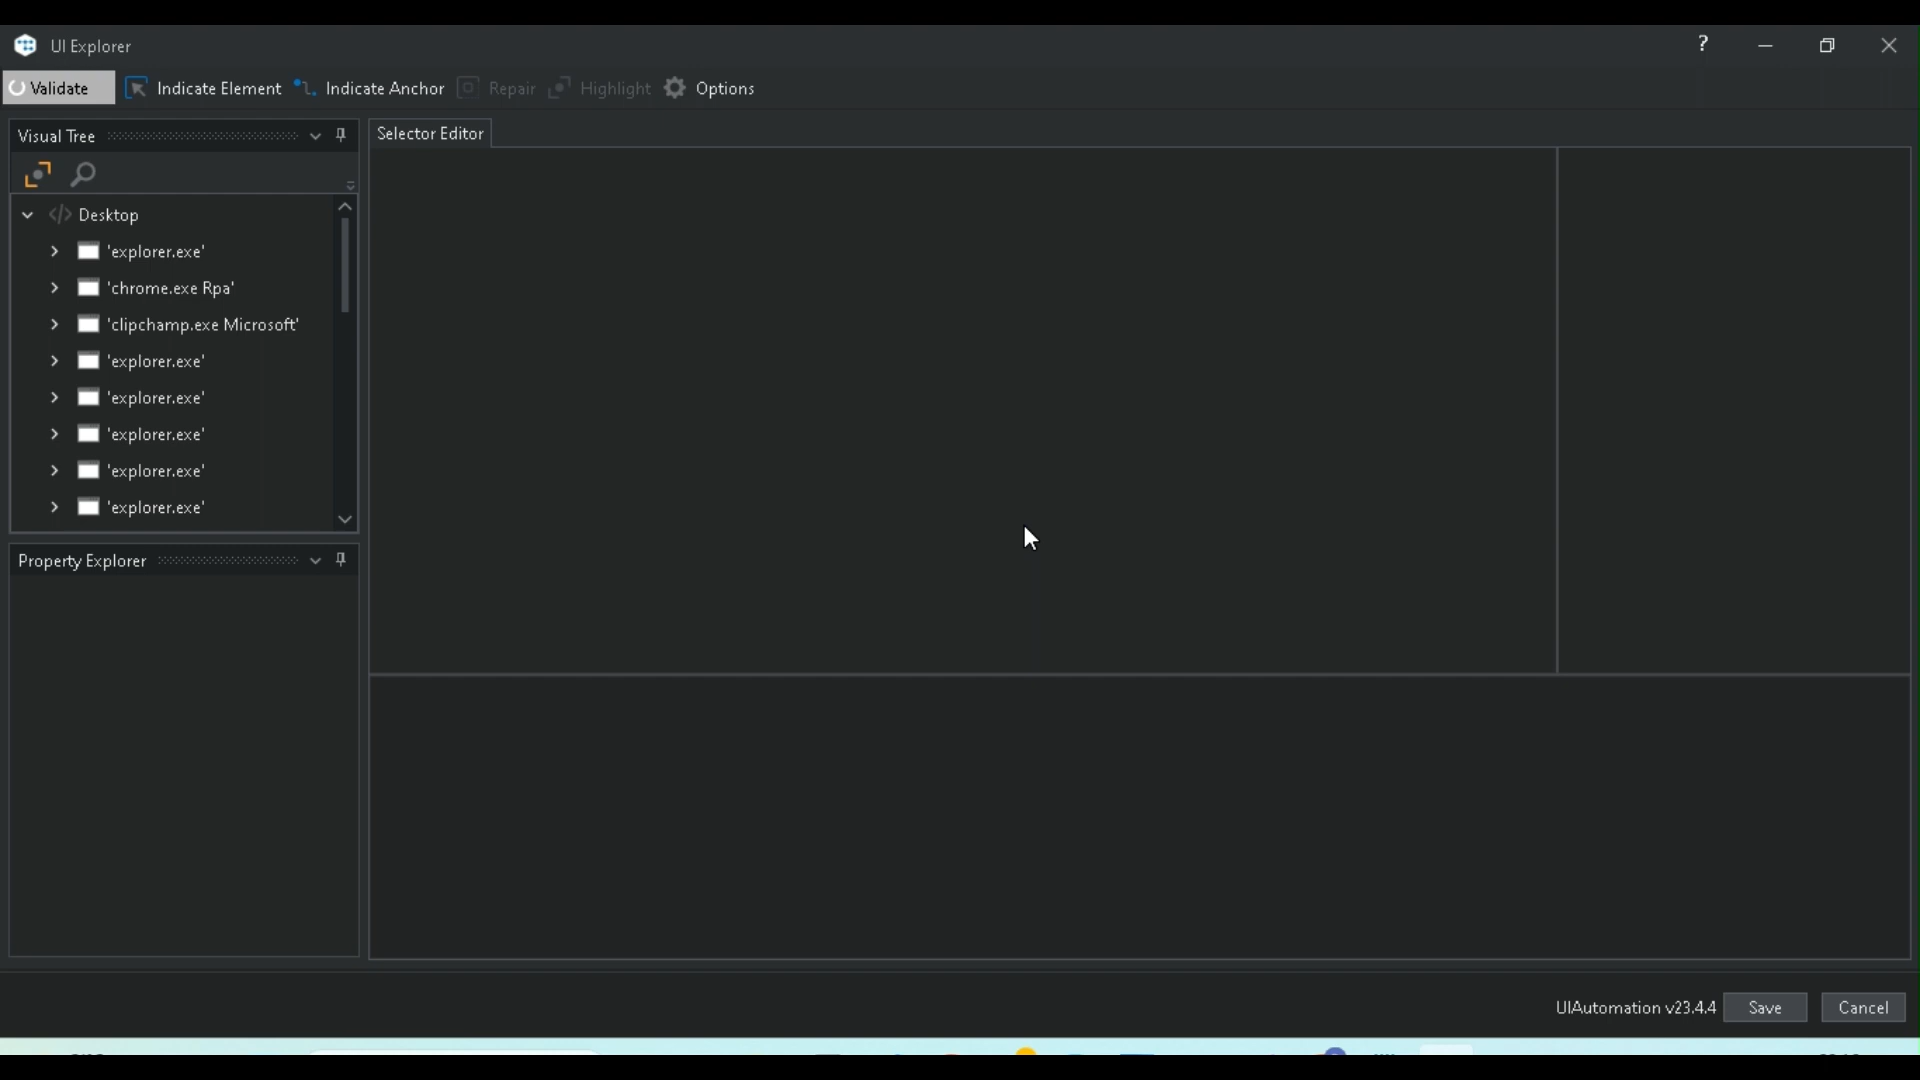 UI Explorer
?
Validate Indicate Element Indicate Anchor Repair Highlight Options
Visual Tree
Desktop
'explorer.exe'
'chrome.exe Rpa'
'clipchamp.exe Microsoft'
'explorer.exe'
'explorer.exe'
'explorer.exe'
'explorer.exe'
'explorer.exe'
Property Explorer
Selector Editor
UIAutomation v23.4.4 Save Cancel